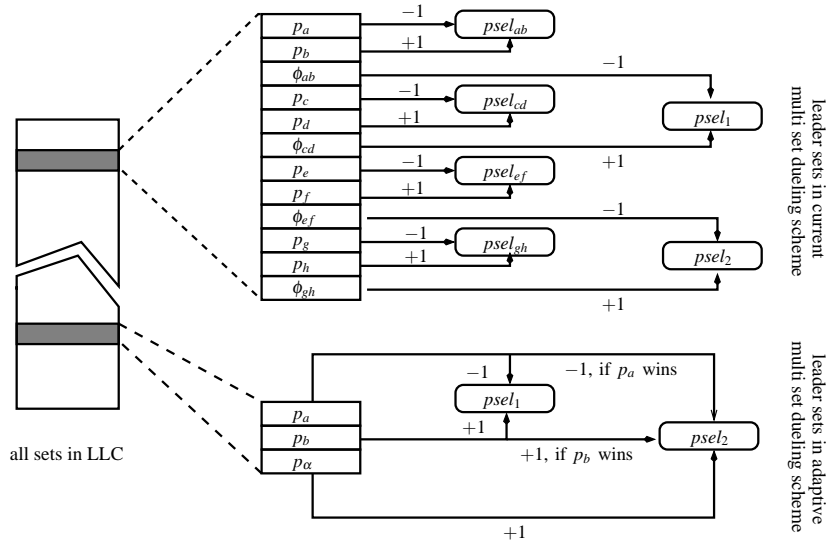 p_a
−1
psel_ab
p_b
+1
ϕ_ab
−1
p_c
−1
psel_cd
p_d
+1
psel_1
ϕ_cd
+1
p_e
−1
psel_ef
p_f
+1
ϕ_ef
−1
p_g
−1
psel_gh
p_h
+1
psel_2
ϕ_gh
+1
leader sets in current
multi set dueling scheme
−1
−1, if p_a wins
p_a
psel_1
p_b
+1
psel_2
+1, if p_b wins
p_α
+1
all sets in LLC
leader sets in adaptive
multi set dueling scheme